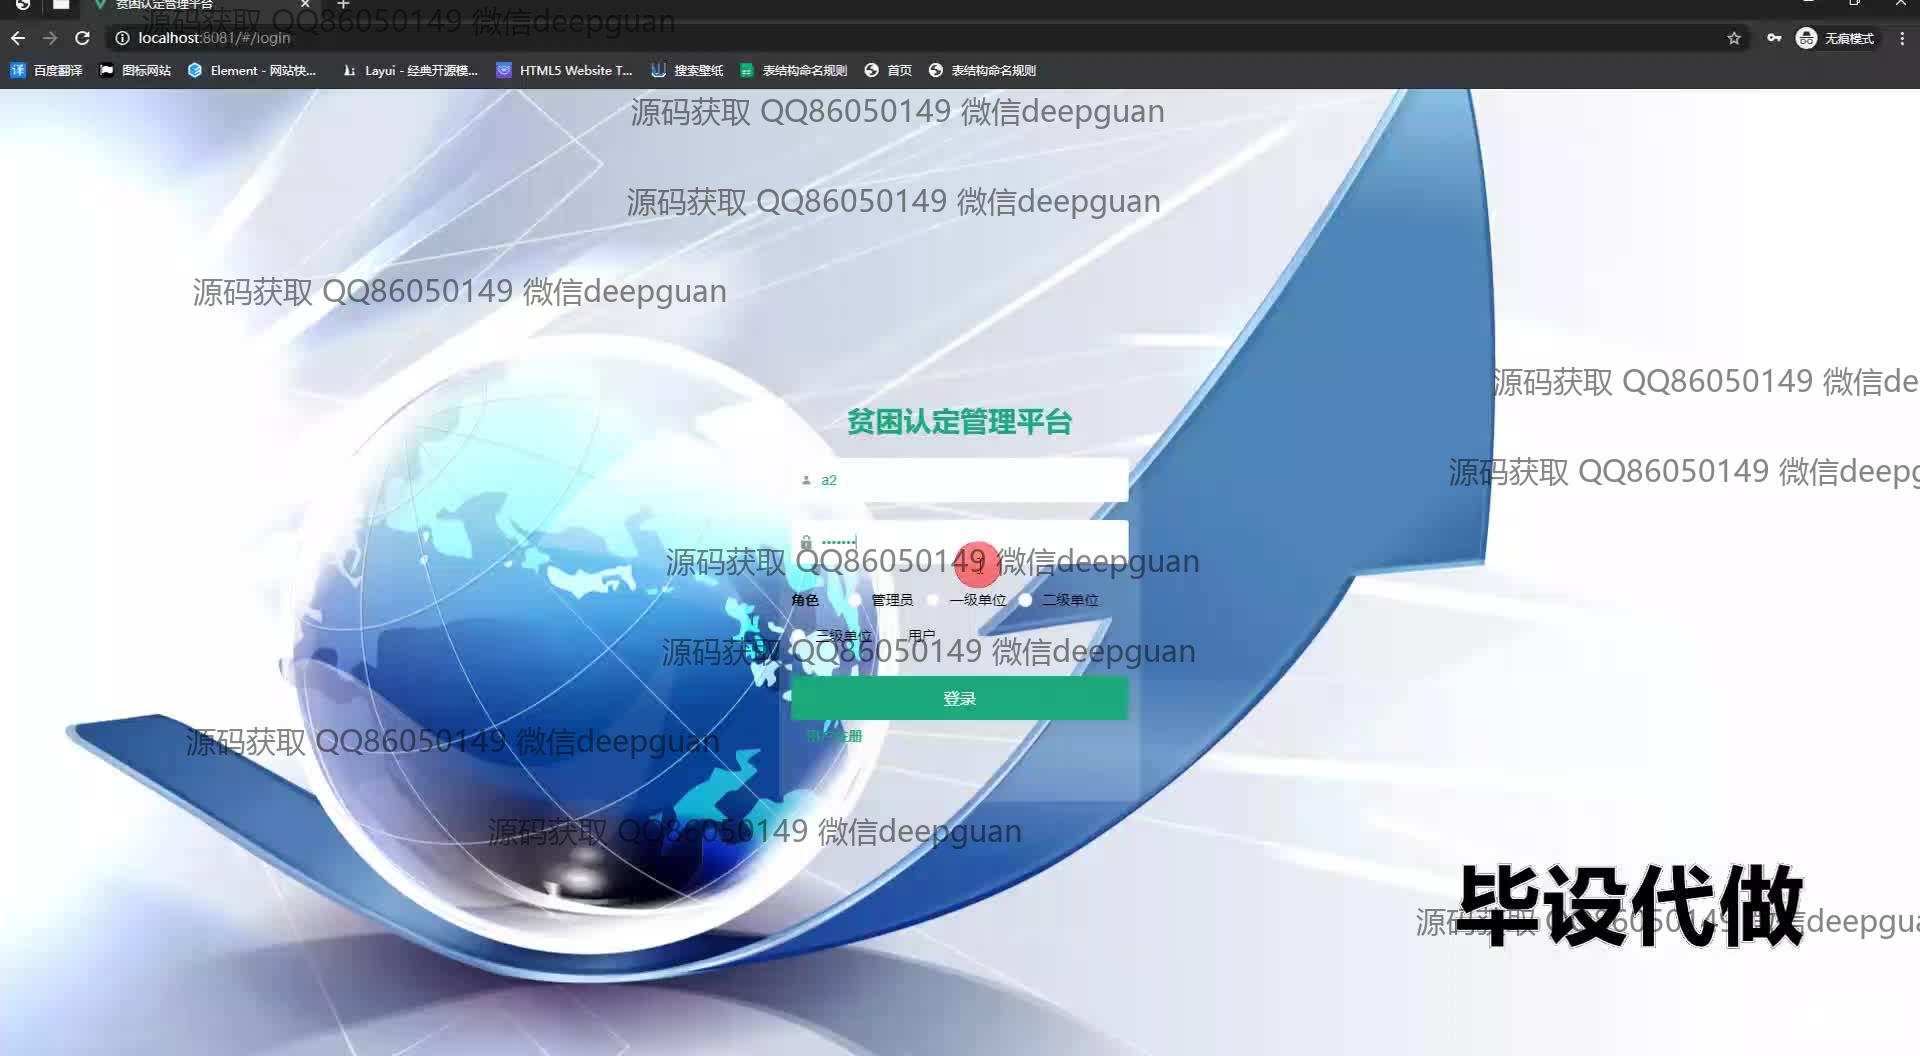 贫困认定管理平台
源码获取 QQ86050149 微信deepguan
localhost:8081/#/login
无痕模式
百度翻译 图标网站 Element - 网站快... Layui - 经典开源模... HTML5 Website T... 搜索壁纸 表结构命名规则 首页 表结构命名规则
源码获取 QQ86050149 微信deepguan
源码获取 QQ86050149 微信deepguan
源码获取 QQ86050149 微信deepguan
源码获取 QQ86050149 微信de
贫困认定管理平台
源码获取 QQ86050149 微信deepg
a2
源码获取 QQ86050149 微信deepguan
角色 管理员 一级单位 二级单位
三级单位 用户
源码获取 QQ86050149 微信deepguan
登录
用户注册
源码获取 QQ86050149 微信deepguan
源码获取 QQ86050149 微信deepguan
毕设代做
源码获取 QQ86050149 微信deepgua